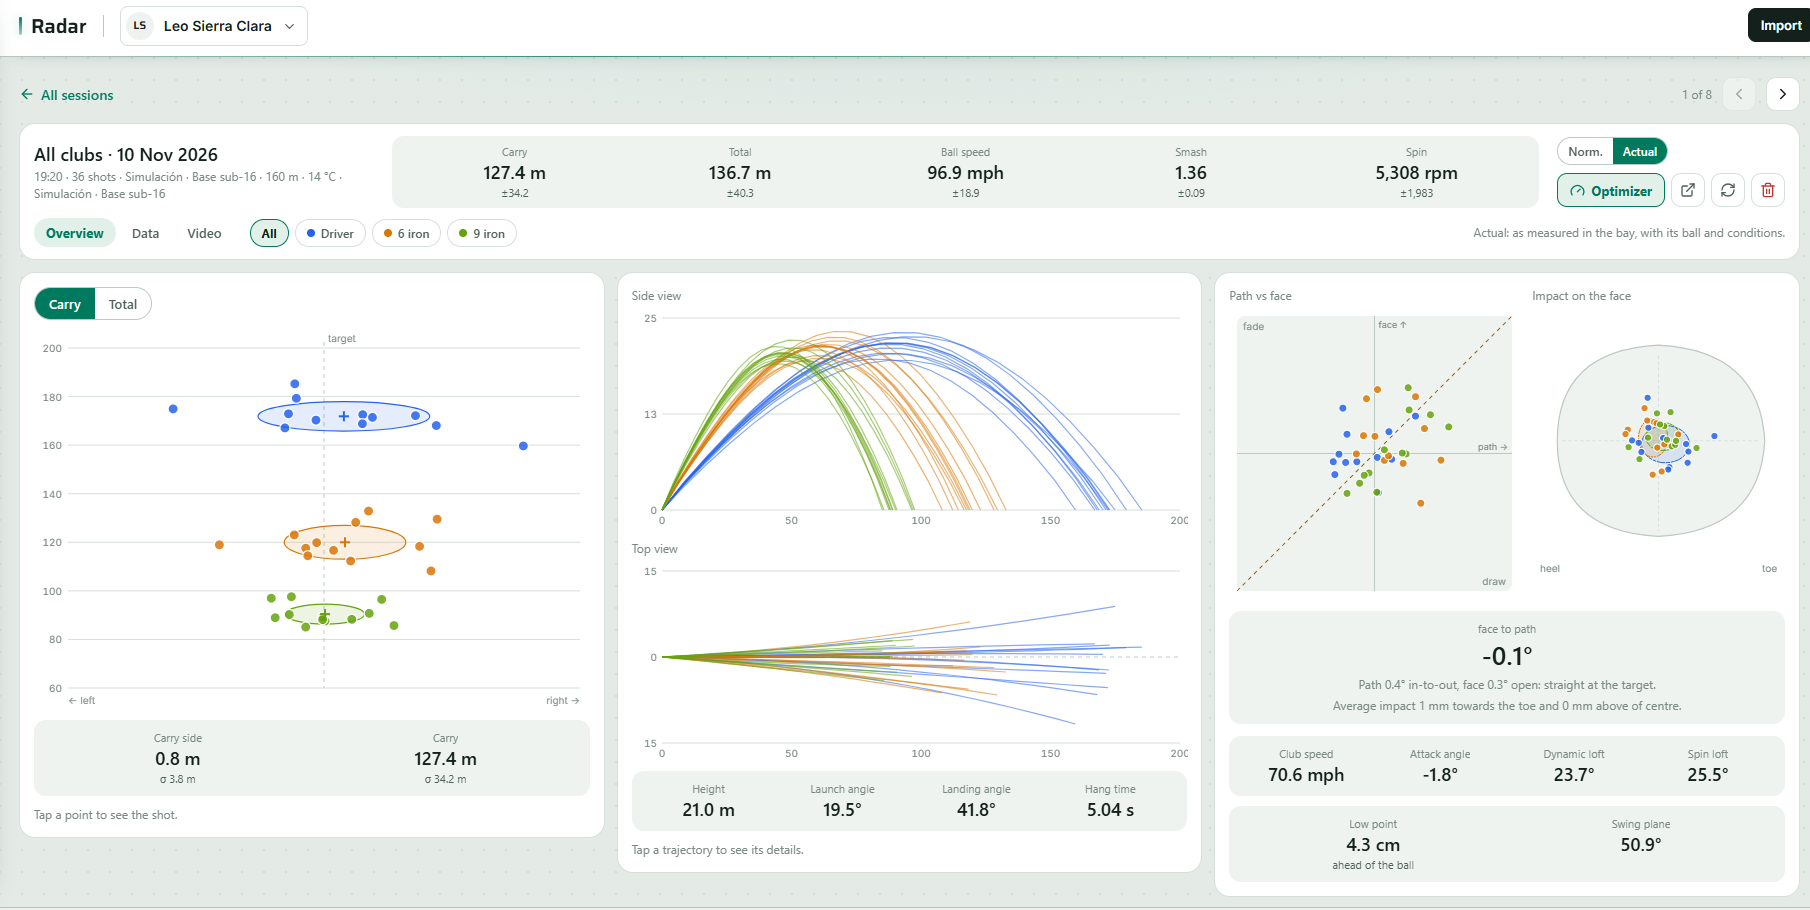 Radar
LS Leo Sierra Clara
Import
← All sessions
1 of 8
All clubs · 10 Nov 2026
19:20 · 36 shots · Simulación · Base sub-16 · 160 m · 14 °C ·
Simulación · Base sub-16
Carry
127.4 m
±34.2
Total
136.7 m
±40.3
Ball speed
96.9 mph
±18.9
Smash
1.36
±0.09
Spin
5,308 rpm
±1,983
Norm. Actual
Optimizer
Overview Data Video All Driver 6 iron 9 iron
Actual: as measured in the bay, with its ball and conditions.
Carry Total
target
200
180
160
140
120
100
80
60
← left right →
Carry side
0.8 m
σ 3.8 m
Carry
127.4 m
σ 34.2 m
Tap a point to see the shot.
Side view
25
13
0
0 50 100 150 200
Top view
15
0
15
0 50 100 150 200
Height
21.0 m
Launch angle
19.5°
Landing angle
41.8°
Hang time
5.04 s
Tap a trajectory to see its details.
Path vs face
fade
face ↑
path →
draw
Impact on the face
heel toe
face to path
-0.1°
Path 0.4° in-to-out, face 0.3° open: straight at the target.
Average impact 1 mm towards the toe and 0 mm above of centre.
Club speed
70.6 mph
Attack angle
-1.8°
Dynamic loft
23.7°
Spin loft
25.5°
Low point
4.3 cm
ahead of the ball
Swing plane
50.9°